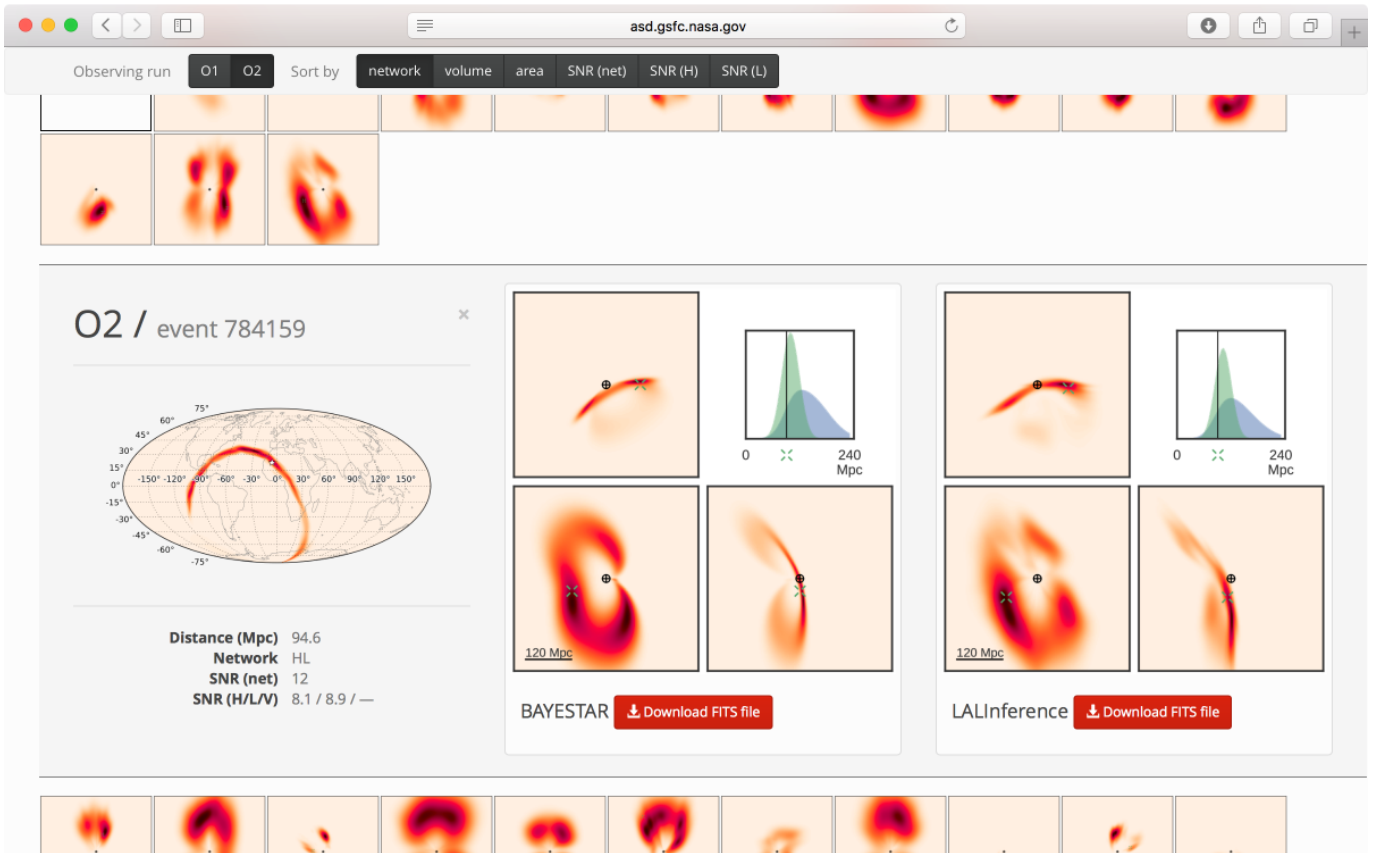 asd.gsfc.nasa.gov
Observing run O1 O2 Sort by network volume area SNR (net) SNR (H) SNR (L)
O2 / event 784159 ×
75°
60°
45°
30°
15°
0°
-15°
-30°
-45°
-60°
-75°
-150° -120° -90° -60° -30° 0° 30° 60° 90° 120° 150°
Distance (Mpc) 94.6
Network HL
SNR (net) 12
SNR (H/L/V) 8.1 / 8.9 / —
0 240
Mpc
120 Mpc
BAYESTAR Download FITS file
0 240
Mpc
120 Mpc
LALInference Download FITS file